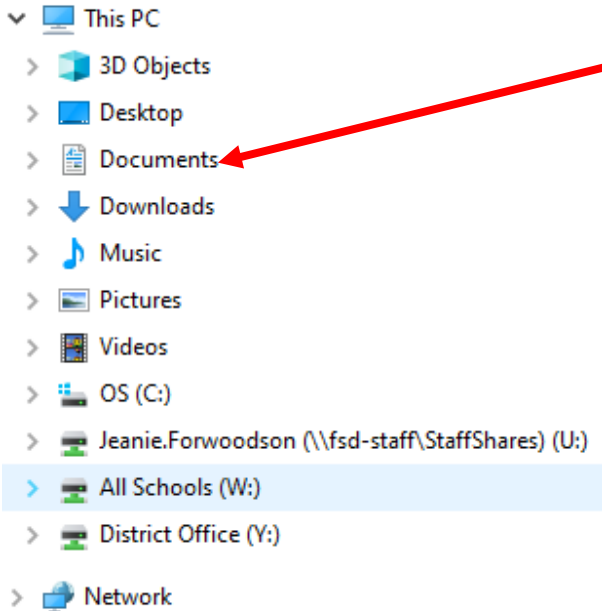 This PC
3D Objects
Desktop
Documents
Downloads
Music
Pictures
Videos
OS (C:)
Jeanie.Forwoodson (\\fsd-staff\StaffShares) (U:)
All Schools (W:)
District Office (Y:)
Network